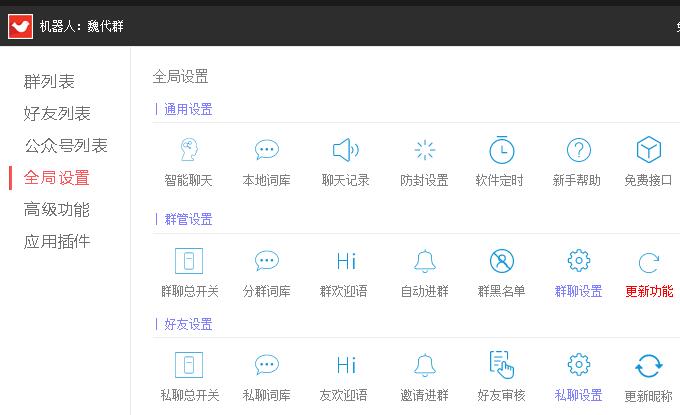 机器人：魏代群
群列表
好友列表
公众号列表
全局设置
高级功能
应用插件
全局设置
通用设置
智能聊天 本地词库 聊天记录 防封设置 软件定时 新手帮助 免费接口
群管设置
Hi
群聊总开关 分群词库 群欢迎语 自动进群 群黑名单 群聊设置 更新功能
好友设置
Hi
私聊总开关 私聊词库 友欢迎语 邀请进群 好友审核 私聊设置 更新昵称